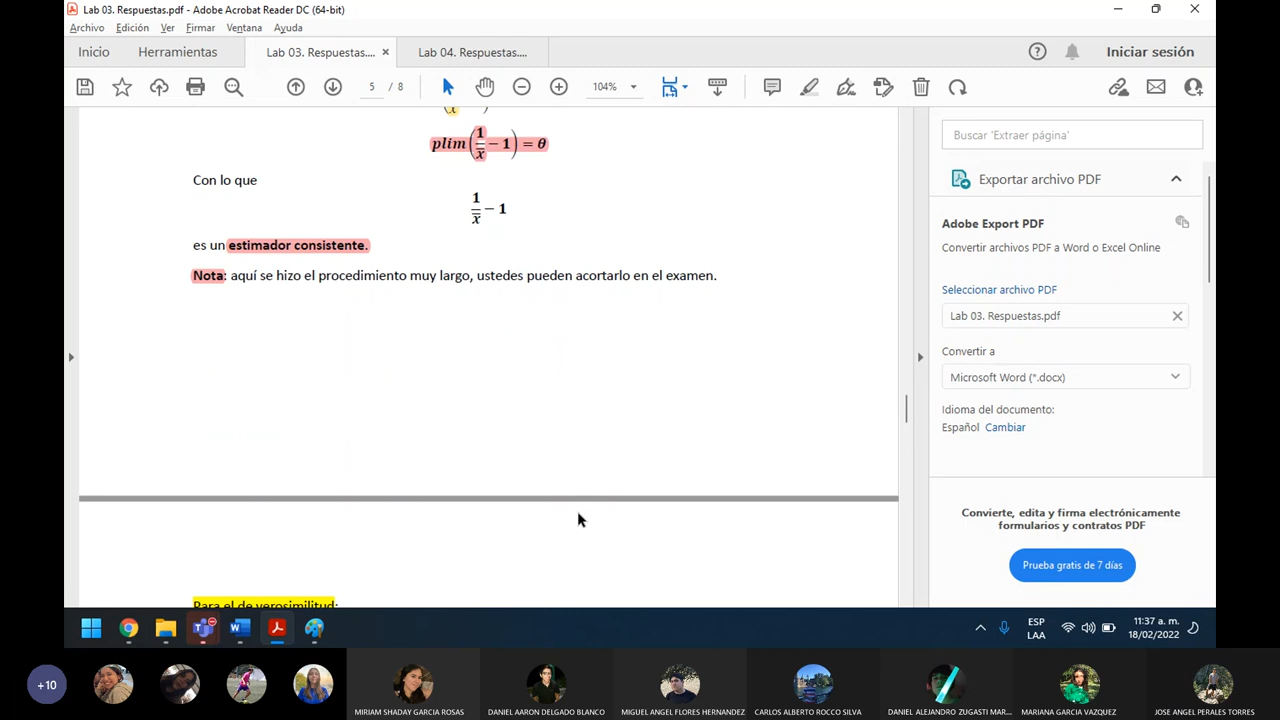 Lab 03. Respuestas.pdf - Adobe Acrobat Reader DC (64-bit)
Archivo Edición Ver Firmar Ventana Ayuda
Inicio Herramientas Lab 03. Respuestas.... × Lab 04. Respuestas.... Iniciar sesión
5 / 8 104%
plim(1/x̅ − 1) = θ
Con lo que
1/x̅ − 1
es un estimador consistente.
Nota: aquí se hizo el procedimiento muy largo, ustedes pueden acortarlo en el examen.
Para el de verosimilitud:
Buscar 'Extraer página'
Exportar archivo PDF
Adobe Export PDF
Convertir archivos PDF a Word o Excel Online
Seleccionar archivo PDF
Lab 03. Respuestas.pdf
Convertir a
Microsoft Word (*.docx)
Idioma del documento:
Español Cambiar
Convierte, edita y firma electrónicamente
formularios y contratos PDF
Prueba gratis de 7 días
ESP
LAA
11:37 a. m.
18/02/2022
+10
MIRIAM SHADAY GARCIA ROSAS
DANIEL AARON DELGADO BLANCO
MIGUEL ANGEL FLORES HERNANDEZ
CARLOS ALBERTO ROCCO SILVA
DANIEL ALEJANDRO ZUGASTI MAR...
MARIANA GARCIA VAZQUEZ
JOSE ANGEL PERALES TORRES